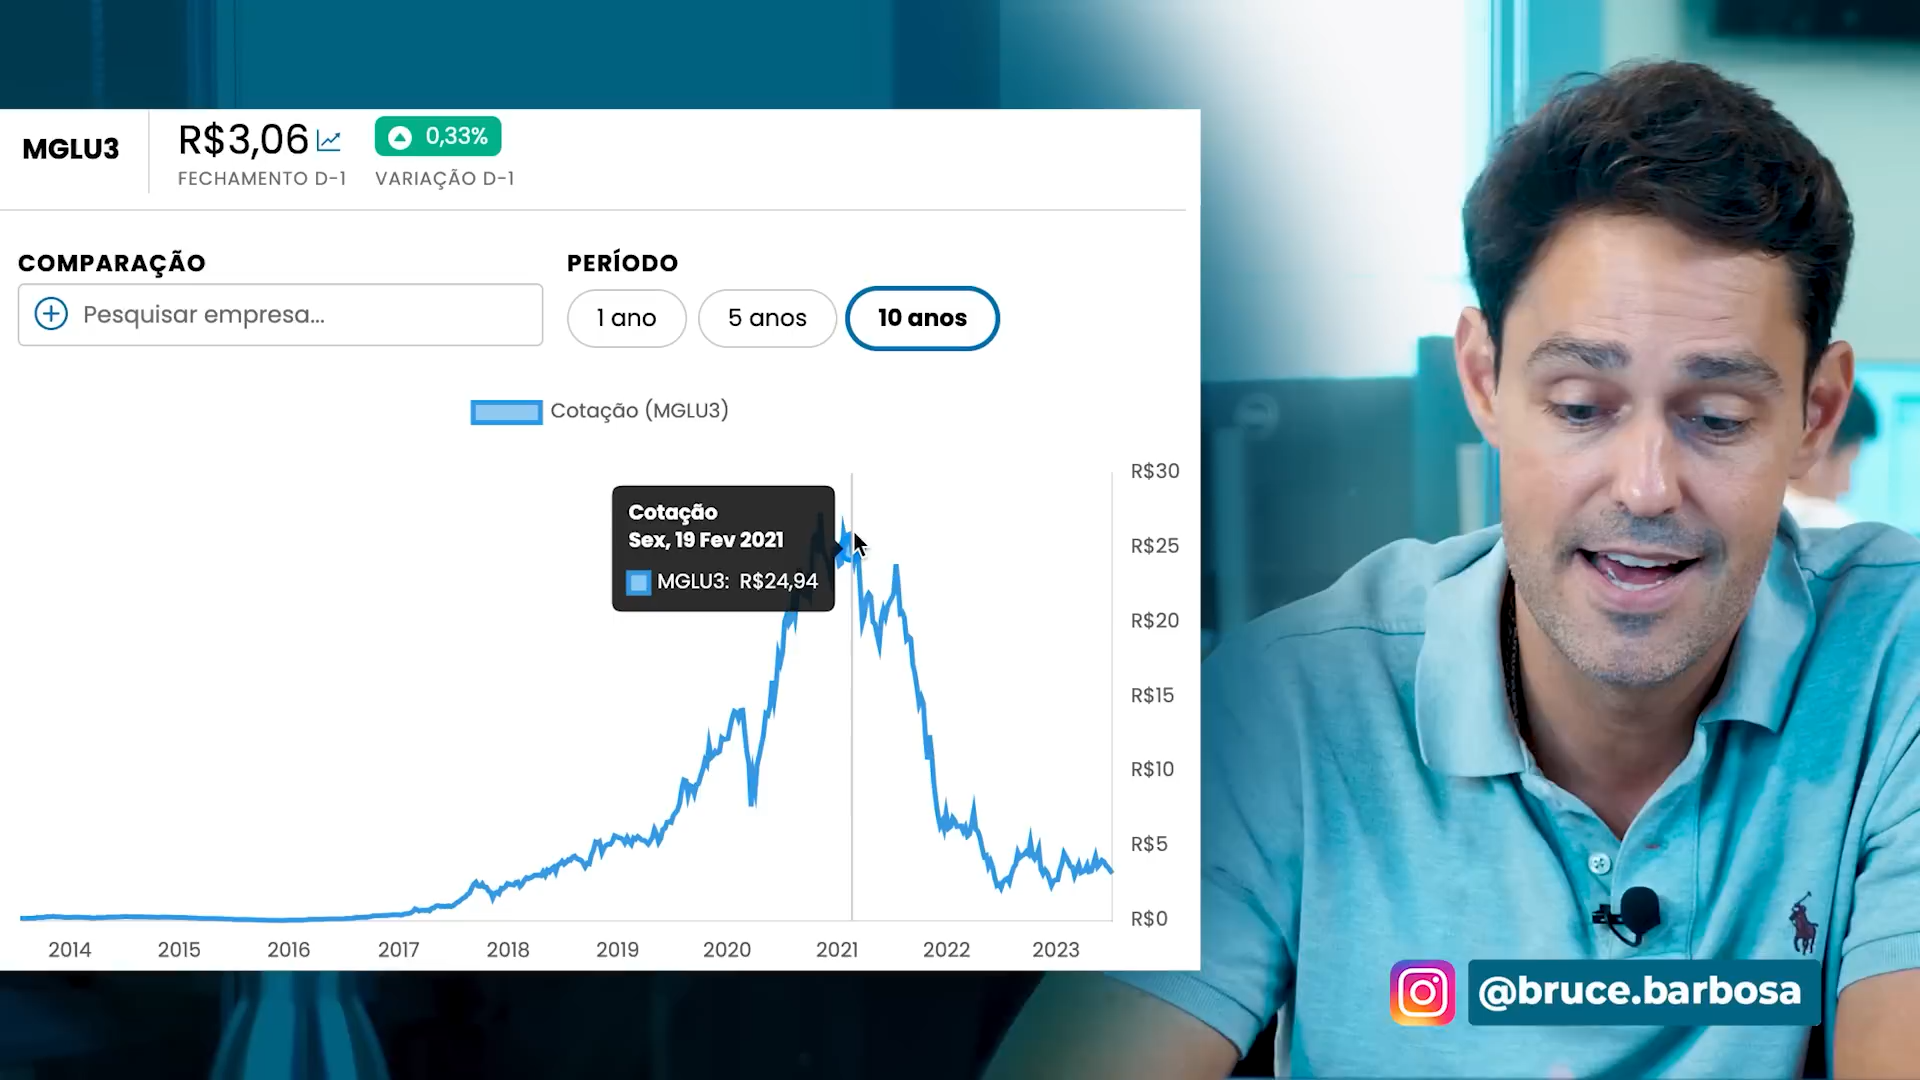 MGLU3
R$3,06
0,33%
FECHAMENTO D-1
VARIAÇÃO D-1
COMPARAÇÃO
Pesquisar empresa...
PERÍODO
1 ano
5 anos
10 anos
Cotação (MGLU3)
Cotação
Sex, 19 Fev 2021
MGLU3: R$24,94
R$30
R$25
R$20
R$15
R$10
R$5
R$0
2014
2015
2016
2017
2018
2019
2020
2021
2022
2023
@bruce.barbosa